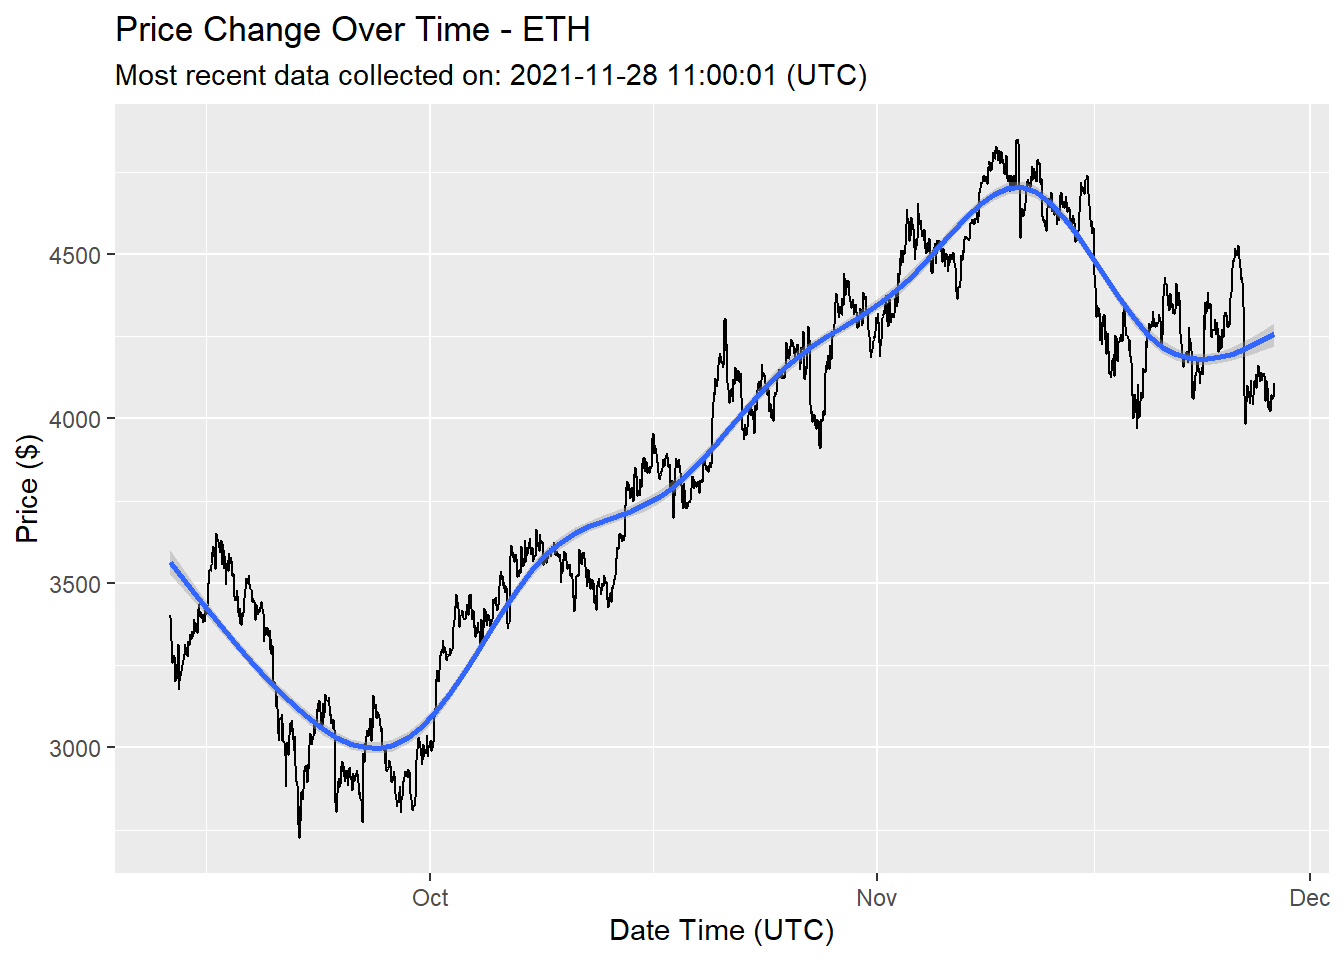 Price Change Over Time - ETH
Most recent data collected on: 2021-11-28 11:00:01 (UTC)
Price ($)
4500
4000
3500
3000
Oct
Nov
Dec
Date Time (UTC)